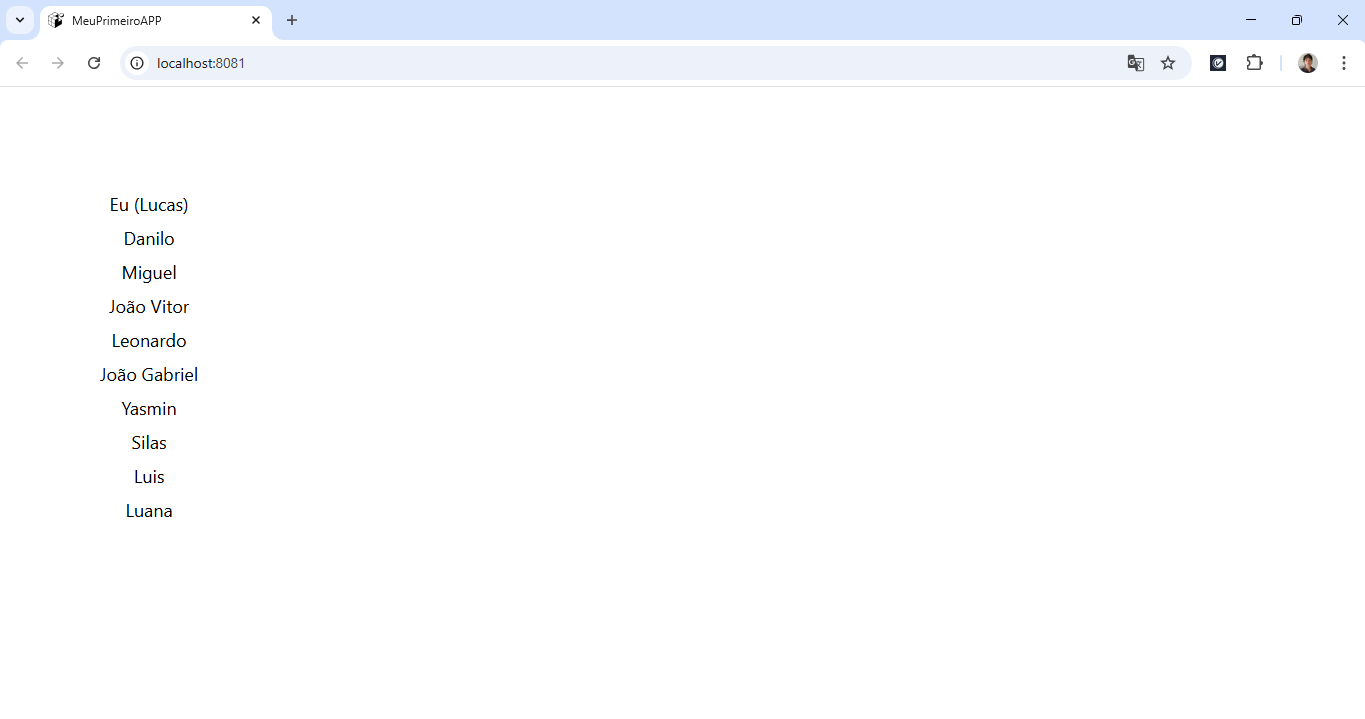 MeuPrimeiroAPP
localhost:8081
Eu (Lucas)
Danilo
Miguel
João Vitor
Leonardo
João Gabriel
Yasmin
Silas
Luis
Luana